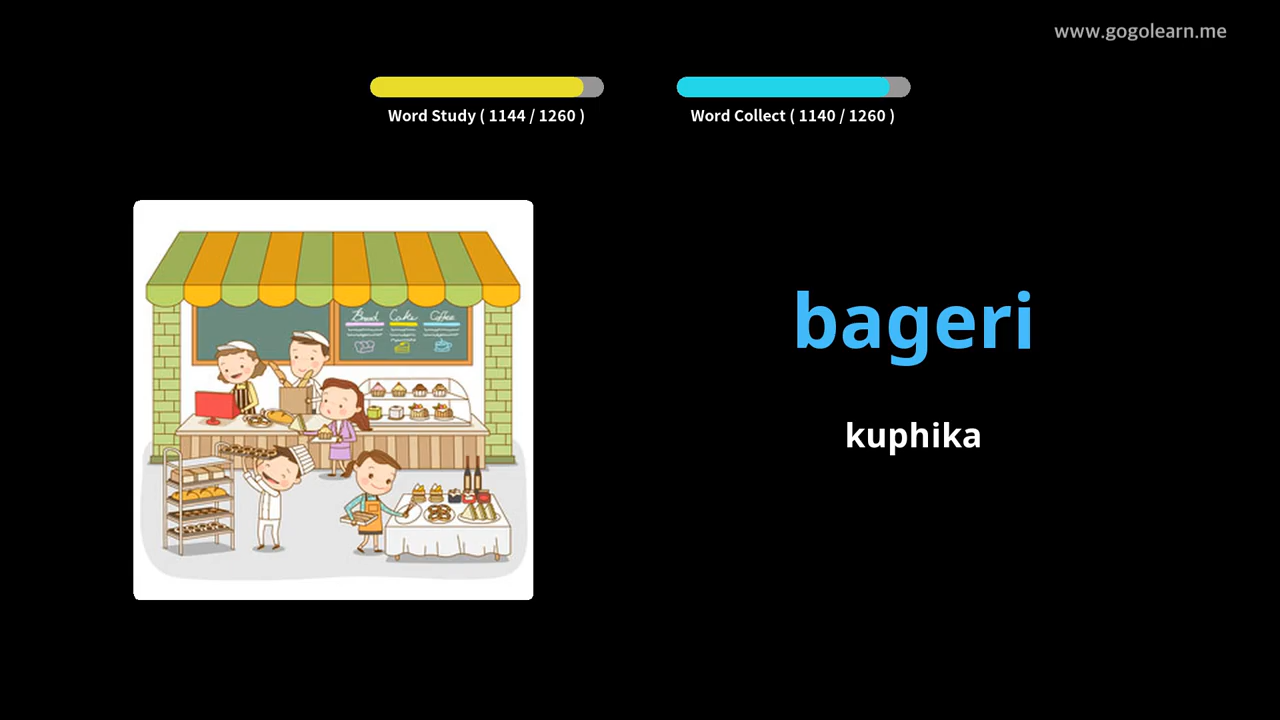 www.gogolearn.me
Word Study ( 1144 / 1260 )
Word Collect ( 1140 / 1260 )
Bread Cake Coffee
bageri
kuphika